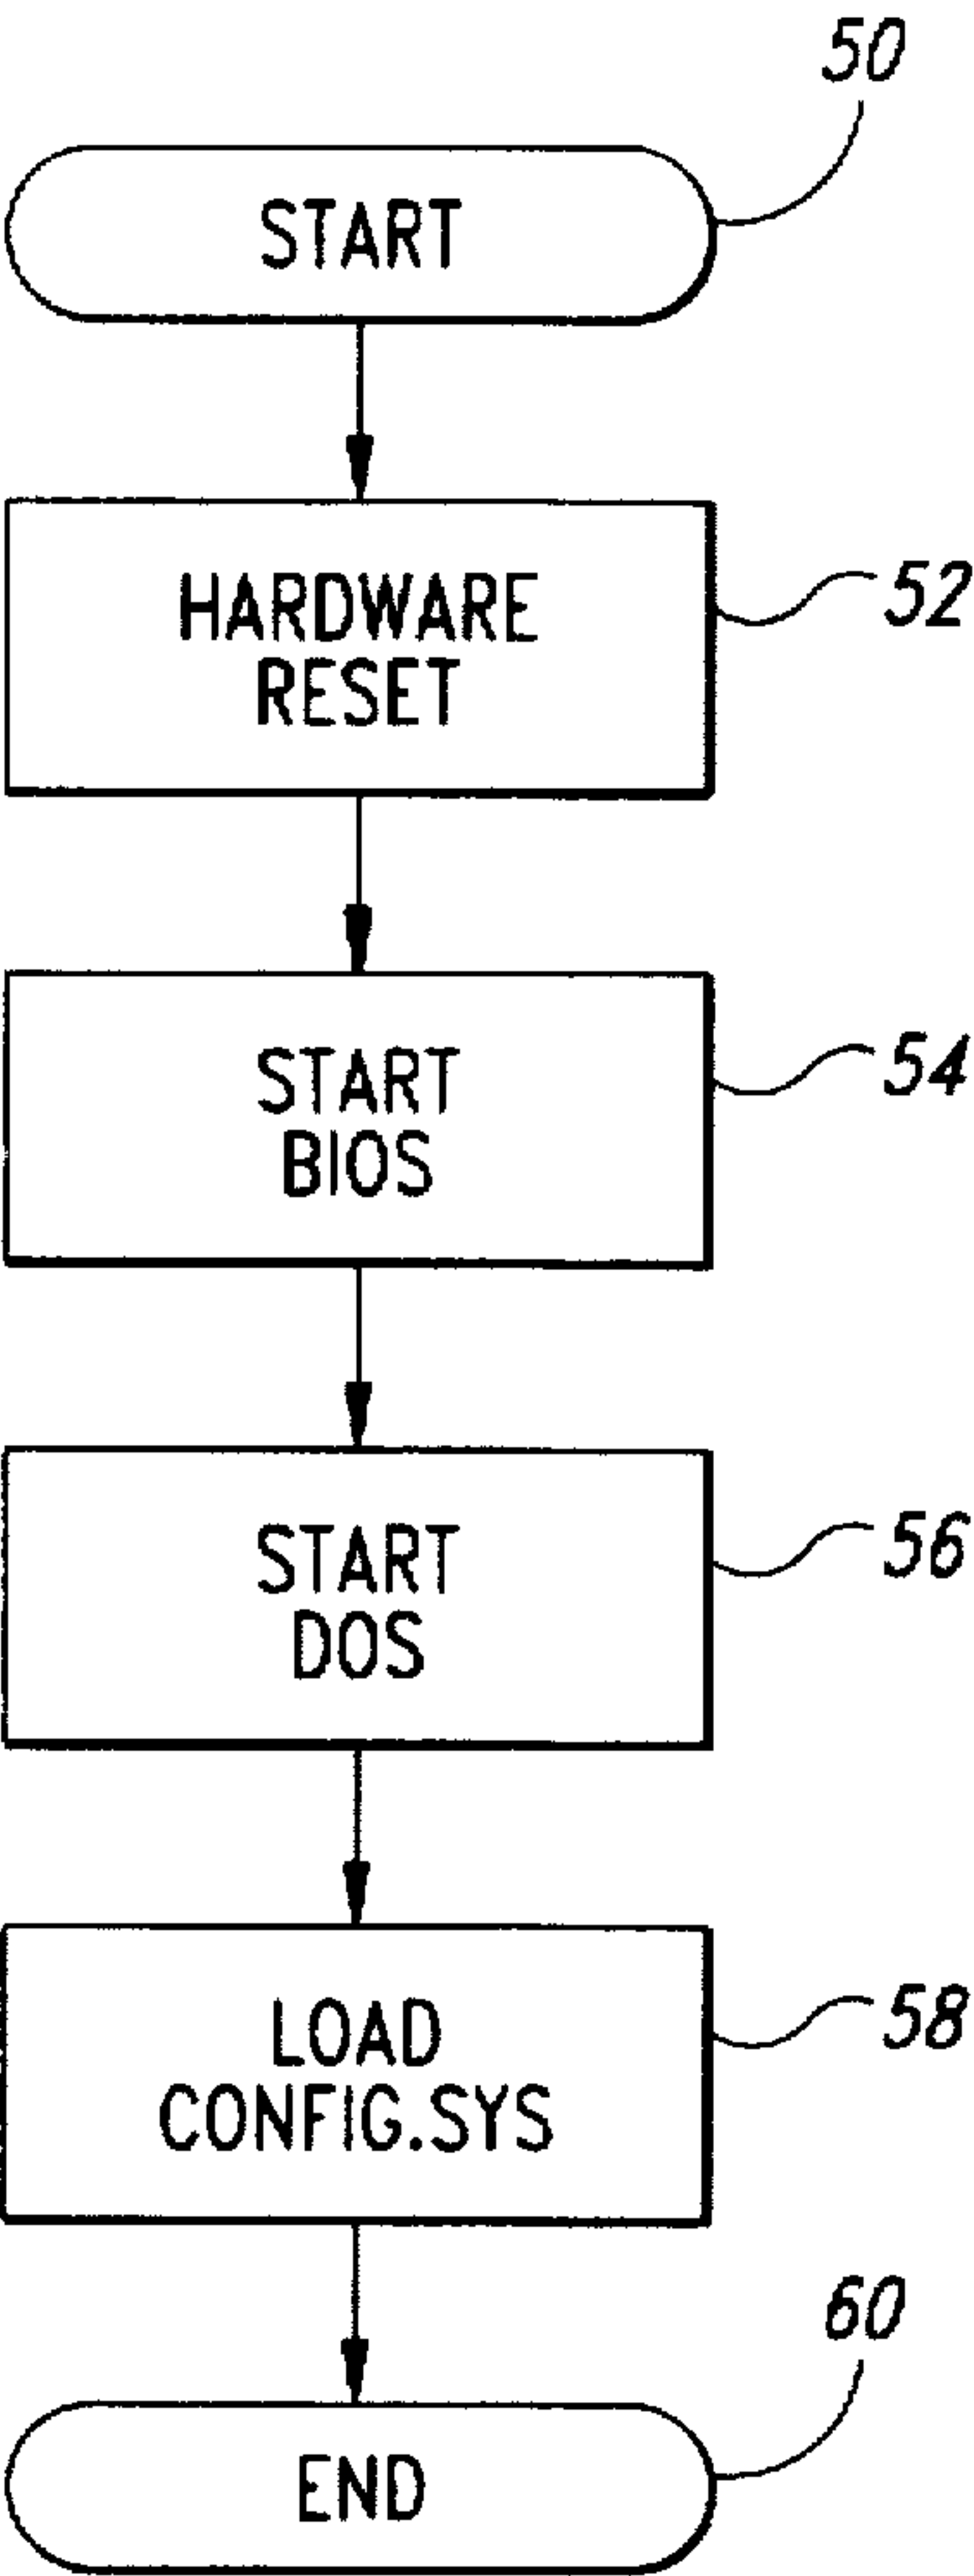 50
START
HARDWARE
RESET
52
START
BIOS
54
START
DOS
56
LOAD
CONFIG.SYS
58
60
END